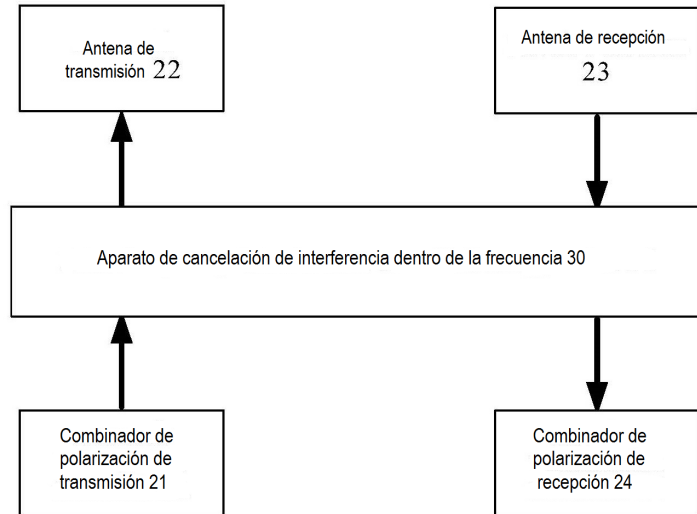 Antena de
transmisión 22
Antena de recepción
23
Aparato de cancelación de interferencia dentro de la frecuencia 30
Combinador de
polarización de
transmisión 21
Combinador de
polarización de
recepción 24